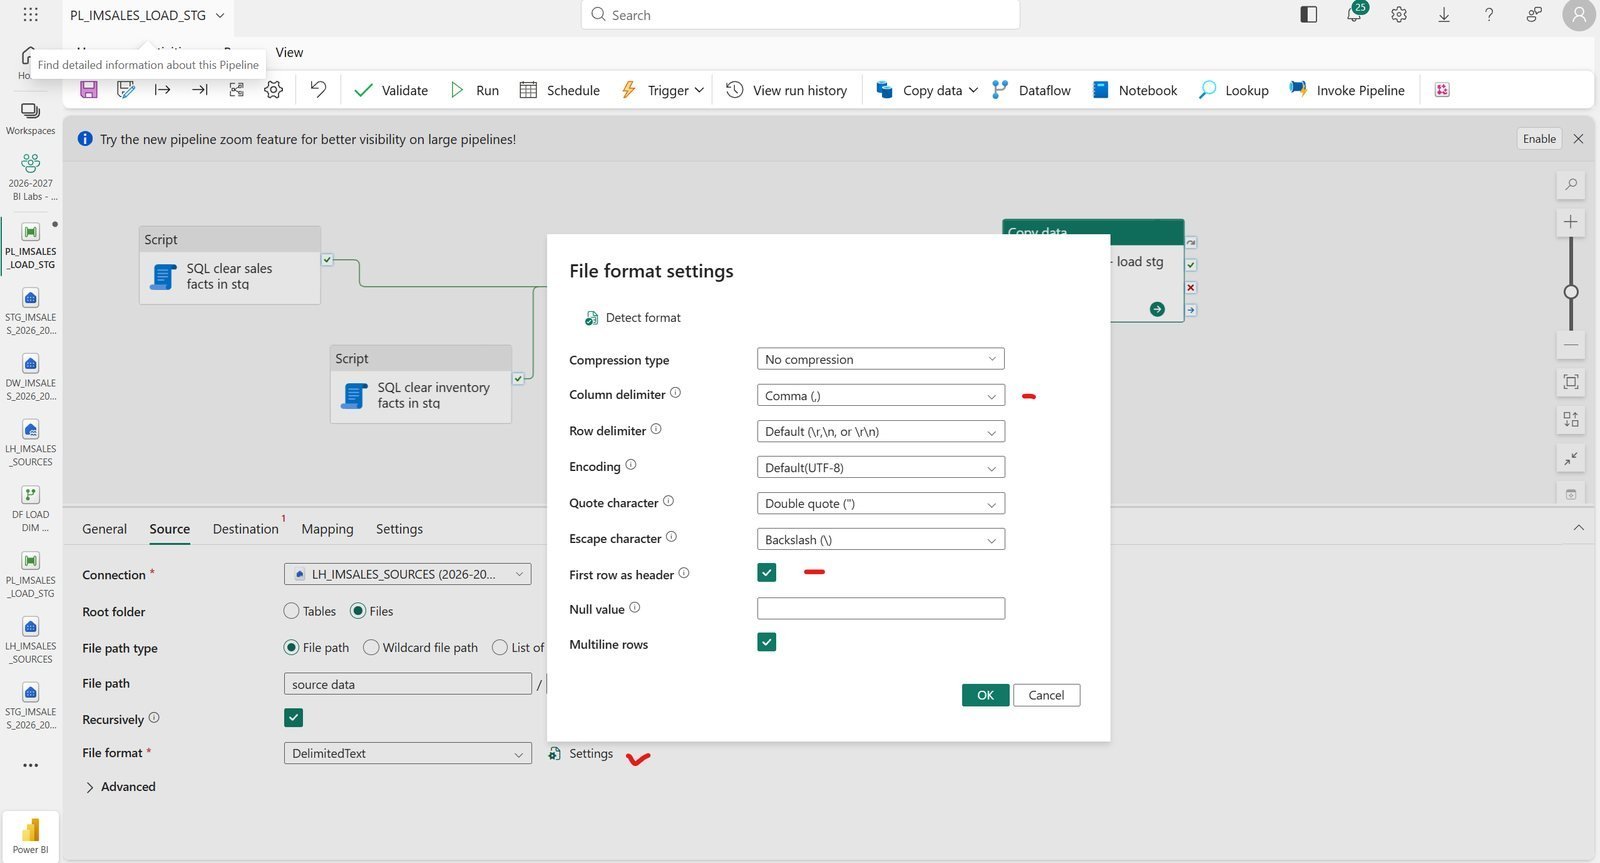 PL_IMSALES_LOAD_STG
Search
25
View
Find detailed information about this Pipeline
Validate
Run
Schedule
Trigger
View run history
Copy data
Dataflow
Notebook
Lookup
Invoke Pipeline
Workspaces
2026-2027
BI Labs - ...
PL_IMSALES
_LOAD_STG
STG_IMSALE
S_2026_20...
DW_IMSALE
S_2026_20...
LH_IMSALES
_SOURCES
DF LOAD
DIM ...
PL_IMSALES
_LOAD_STG
LH_IMSALES
_SOURCES
STG_IMSALE
S_2026_20...
Power BI
Try the new pipeline zoom feature for better visibility on large pipelines!
Enable
Script
SQL clear sales
facts in stg
Script
SQL clear inventory
facts in stg
Copy data
- load stg
File format settings
Detect format
Compression type
No compression
Column delimiter
Comma (,)
Row delimiter
Default (\r,\n, or \r\n)
Encoding
Default(UTF-8)
Quote character
Double quote (")
Escape character
Backslash (\)
First row as header
Null value
Multiline rows
OK
Cancel
General
Source
Destination 1
Mapping
Settings
Connection *
LH_IMSALES_SOURCES (2026-20...
Root folder
Tables
Files
File path type
File path
Wildcard file path
List of
File path
source data
/
Recursively
File format *
DelimitedText
Settings
Advanced